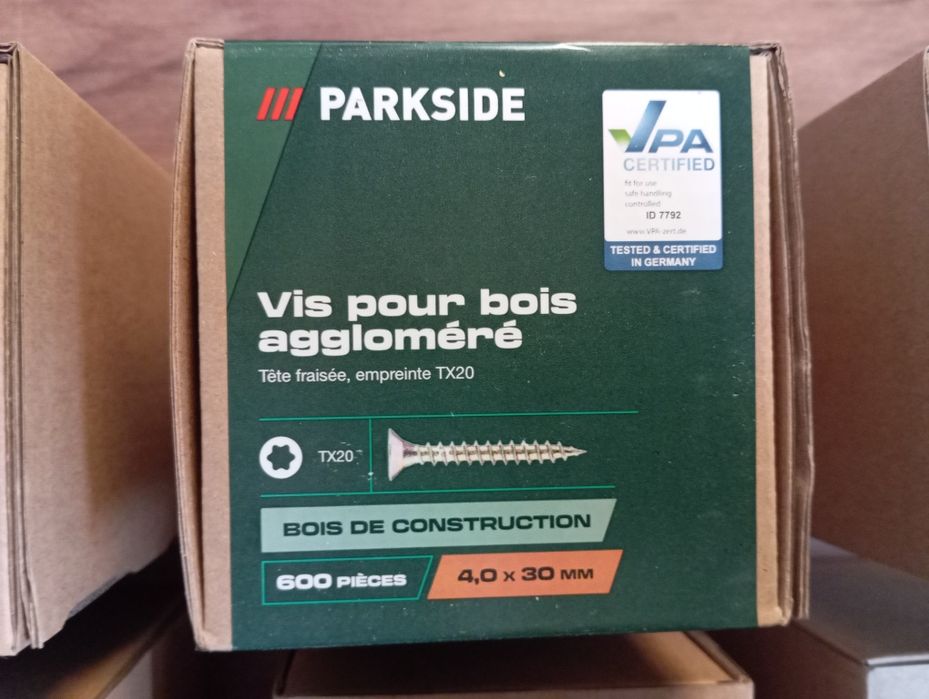 PARKSIDE
VPA
CERTIFIED
fit for use
safe handling
controlled
ID 7792
www.VPA-zert.de
TESTED & CERTIFIED
IN GERMANY
Vis pour bois
aggloméré
Tête fraisée, empreinte TX20
TX20
BOIS DE CONSTRUCTION
600 PIÈCES
4,0 x 30 MM